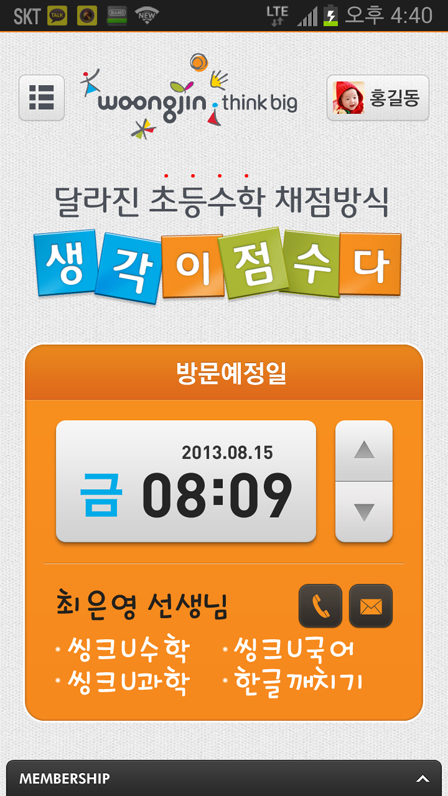 SKT TALK NEW LTE 오후 4:40
woongjin thinkbig
홍길동
달라진 초등수학 채점방식
생각이점수다
방문예정일
2013.08.15
금 08:09
최은영 선생님
· 씽크U수학 · 씽크U국어
· 씽크U과학 · 한글깨치기
MEMBERSHIP